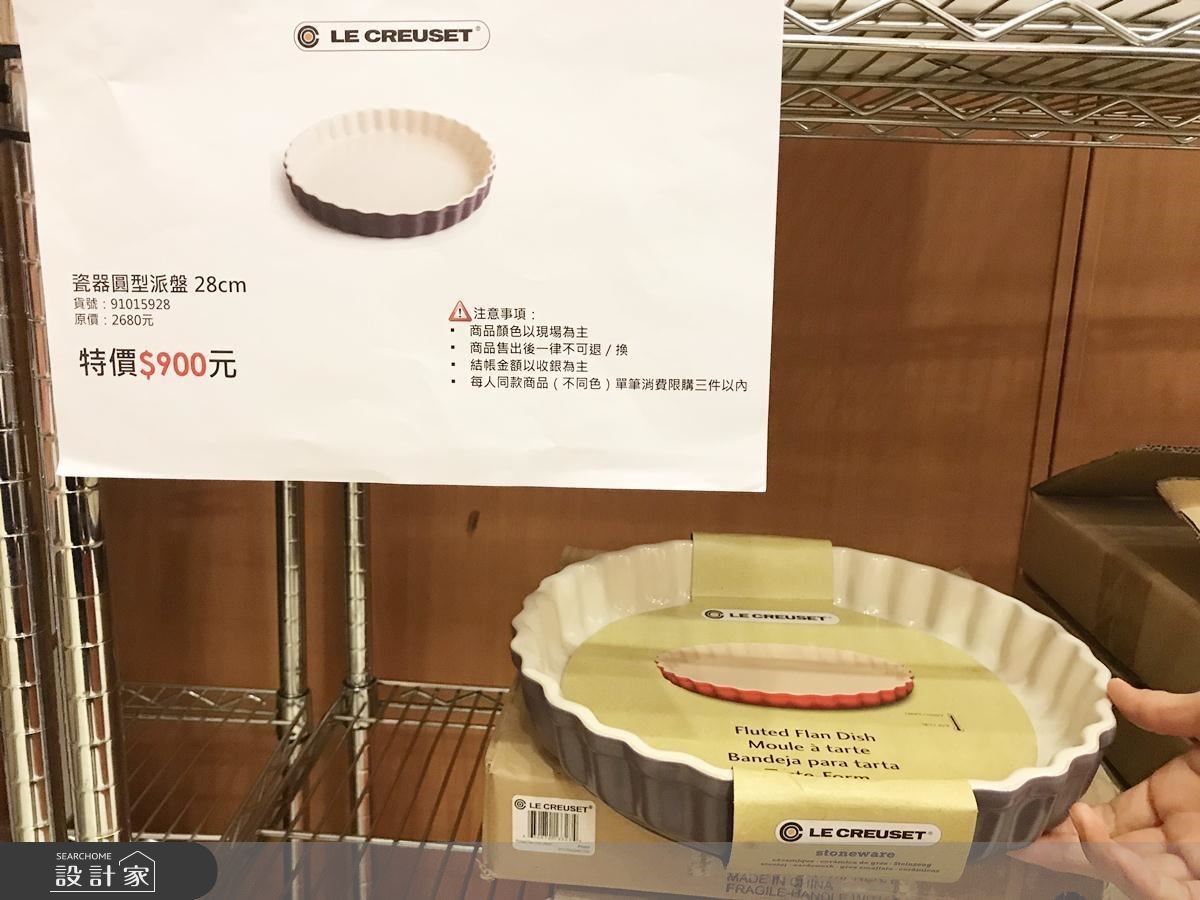 LE CREUSET
瓷器圓型派盤 28cm
貨號：91015928
原價：2680元
特價$900元
注意事項：
▪ 商品顏色以現場為主
▪ 商品售出後一律不可退 / 換
▪ 結帳金額以收銀為主
▪ 每人同款商品（不同色）單筆消費限購三件以內
LE CREUSET
Fluted Flan Dish
Moule à tarte
Bandeja para tarta
LE CREUSET
LE CREUSET
stoneware
MADE IN CHINA
FRAGILE-HANDLE WITH
SEARCHOME
設計家